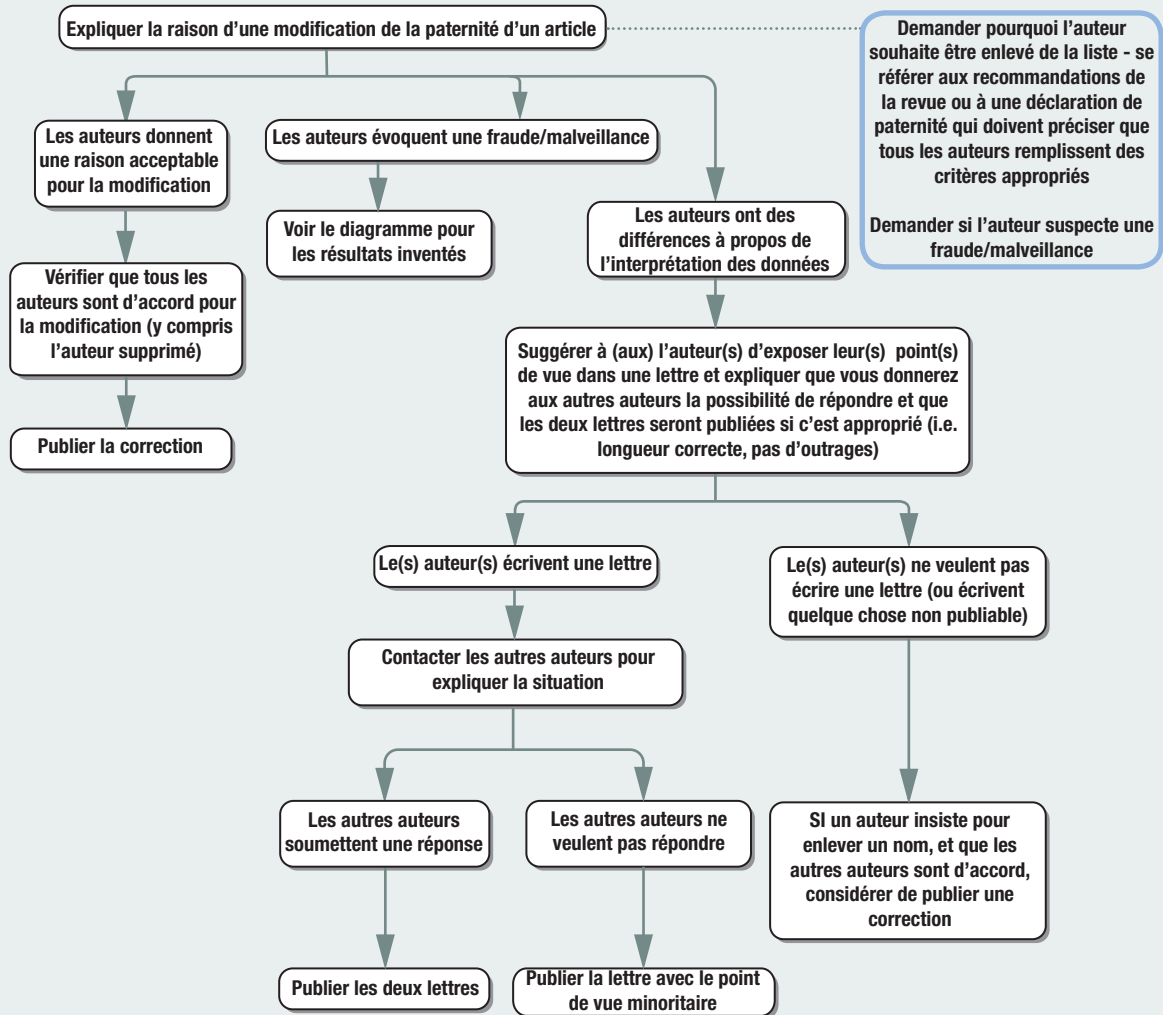 Expliquer la raison d’une modification de la paternité d’un article
Demander pourquoi l’auteur
souhaite être enlevé de la liste - se
référer aux recommandations de
la revue ou à une déclaration de
paternité qui doivent préciser que
tous les auteurs remplissent des
critères appropriés
Demander si l’auteur suspecte une
fraude/malveillance
Les auteurs donnent
une raison acceptable
pour la modification
Les auteurs évoquent une fraude/malveillance
Voir le diagramme pour
les résultats inventés
Les auteurs ont des
différences à propos de
l’interprétation des données
Vérifier que tous les
auteurs sont d’accord pour
la modification (y compris
l’auteur supprimé)
Publier la correction
Suggérer à (aux) l’auteur(s) d’exposer leur(s) point(s)
de vue dans une lettre et expliquer que vous donnerez
aux autres auteurs la possibilité de répondre et que
les deux lettres seront publiées si c’est approprié (i.e.
longueur correcte, pas d’outrages)
Le(s) auteur(s) écrivent une lettre
Le(s) auteur(s) ne veulent pas
écrire une lettre (ou écrivent
quelque chose non publiable)
Contacter les autres auteurs pour
expliquer la situation
Les autres auteurs
soumettent une réponse
Les autres auteurs ne
veulent pas répondre
SI un auteur insiste pour
enlever un nom, et que les
autres auteurs sont d’accord,
considérer de publier une
correction
Publier les deux lettres
Publier la lettre avec le point
de vue minoritaire